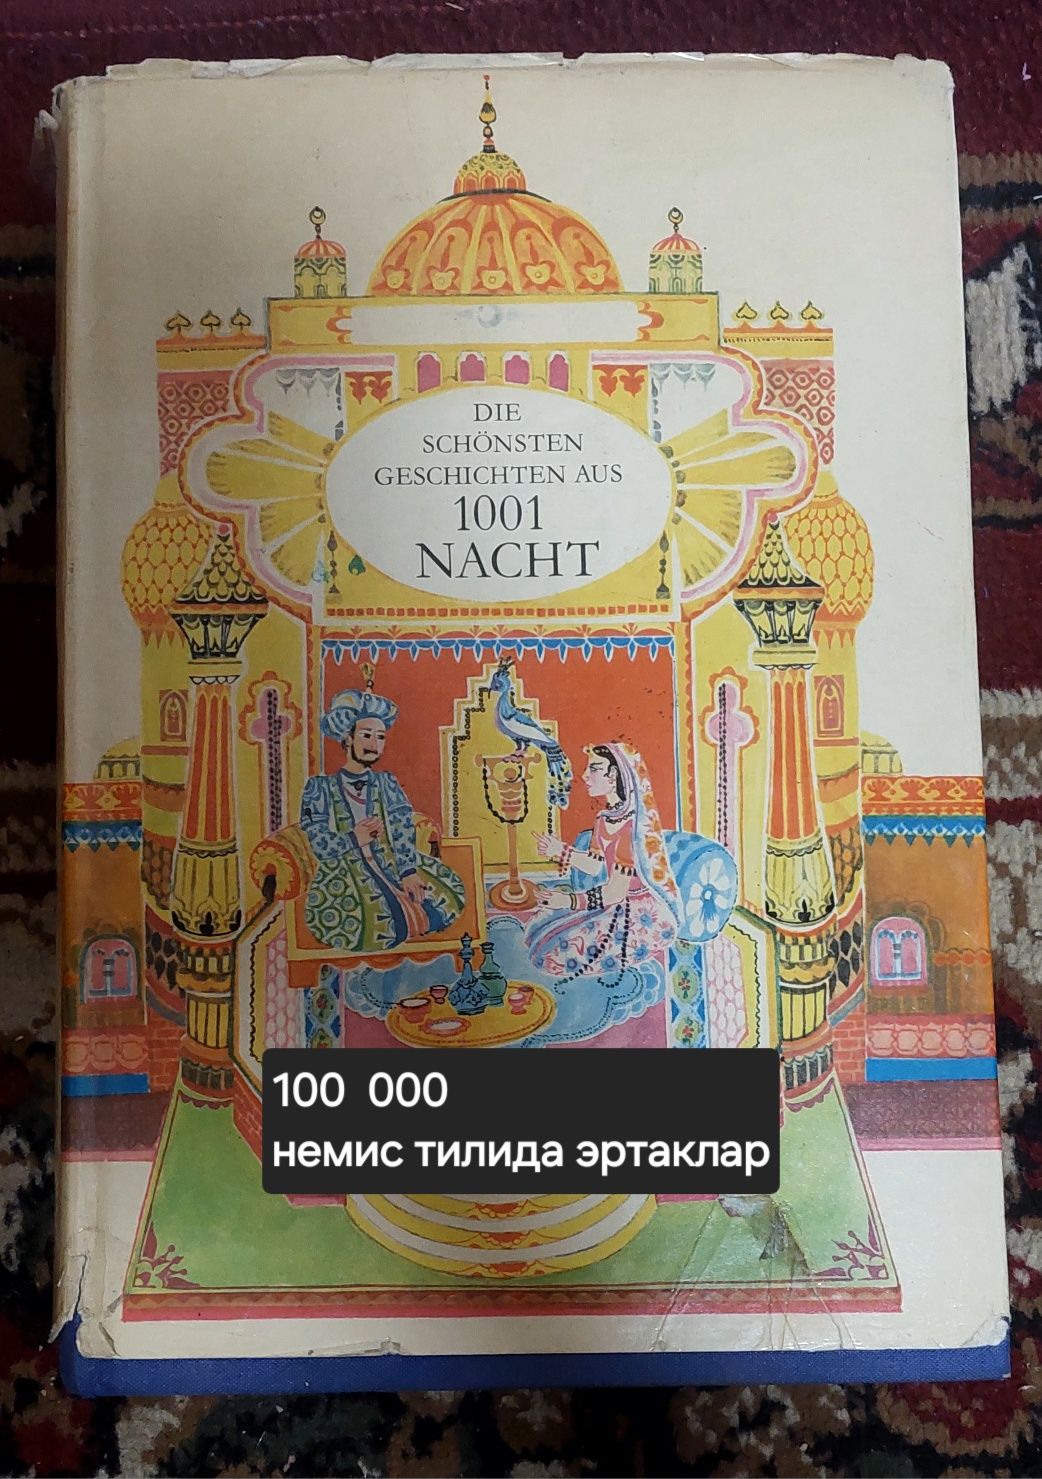 DIE
SCHÖNSTEN
GESCHICHTEN AUS
1001
NACHT
100 000
немис тилида эртаклар